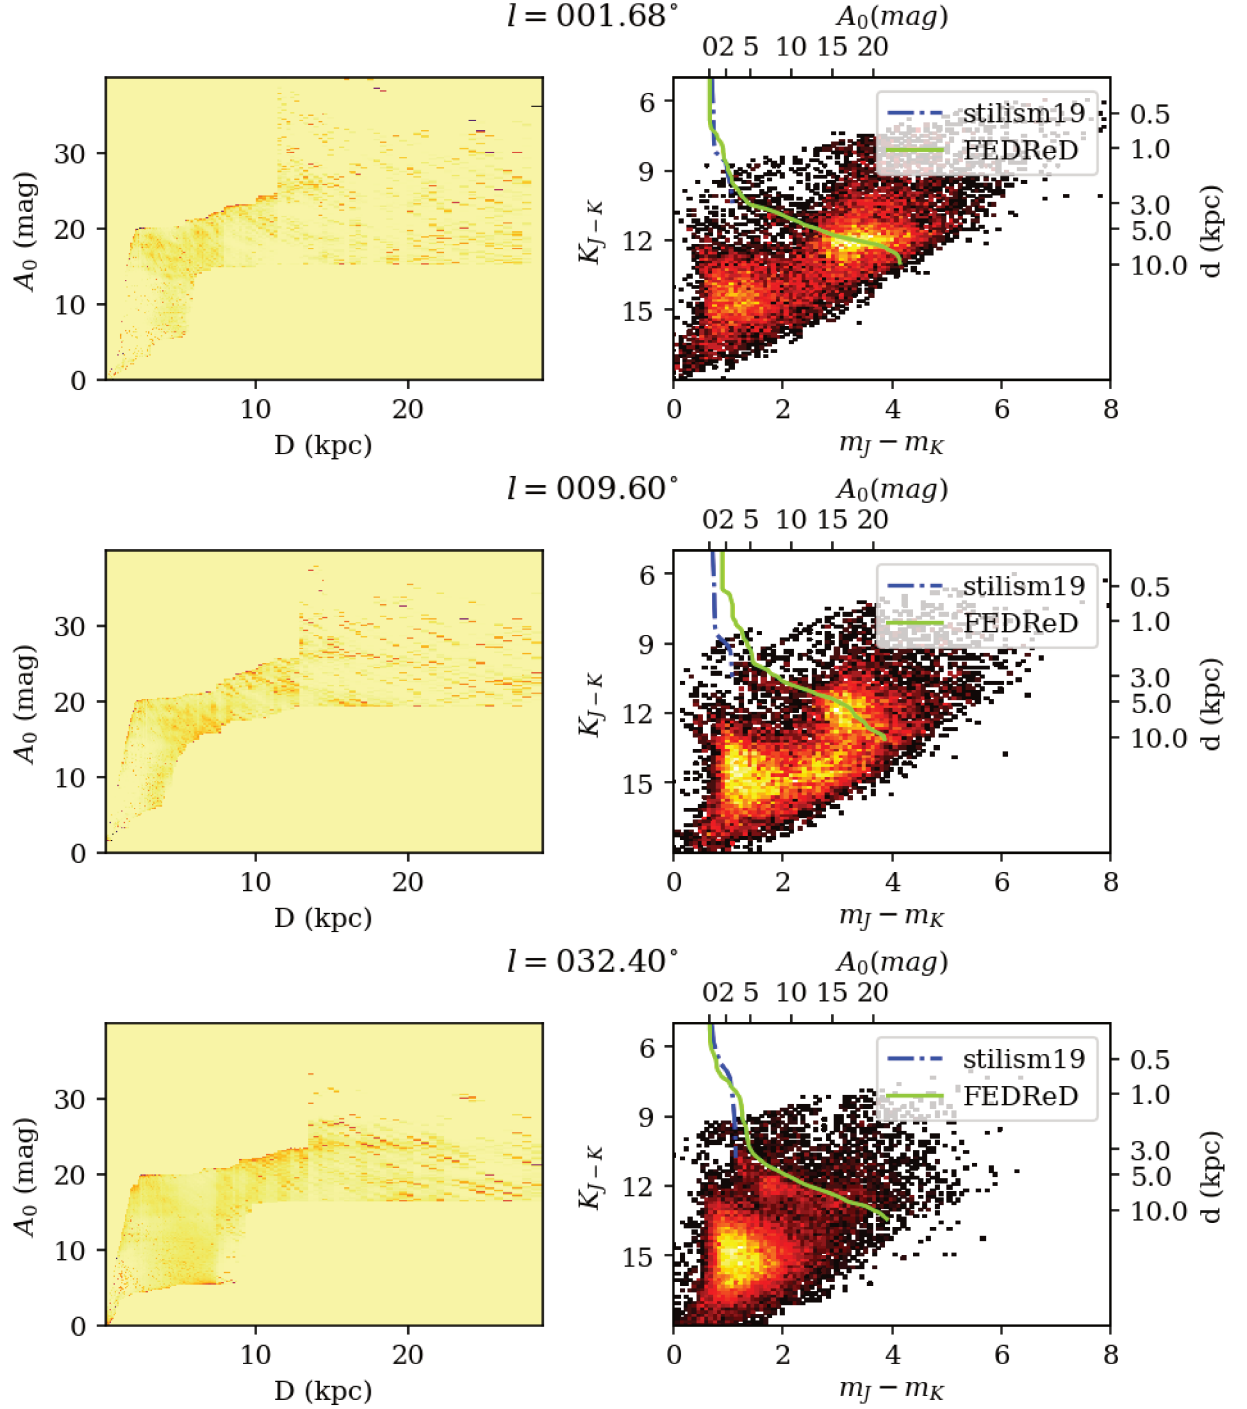 l = 001.68°
A₀(mag)
02 5 10 15 20
30
20
10
0
A₀ (mag)
10 20
D (kpc)
6
9
12
15
K_{J−K}
stilism19
FEDReD
0.5
1.0
3.0
5.0
10.0
d (kpc)
0 2 4 6 8
m_J − m_K
l = 009.60°
A₀(mag)
02 5 10 15 20
30
20
10
0
A₀ (mag)
10 20
D (kpc)
6
9
12
15
K_{J−K}
stilism19
FEDReD
0.5
1.0
3.0
5.0
10.0
d (kpc)
0 2 4 6 8
m_J − m_K
l = 032.40°
A₀(mag)
02 5 10 15 20
30
20
10
0
A₀ (mag)
10 20
D (kpc)
6
9
12
15
K_{J−K}
stilism19
FEDReD
0.5
1.0
3.0
5.0
10.0
d (kpc)
0 2 4 6 8
m_J − m_K